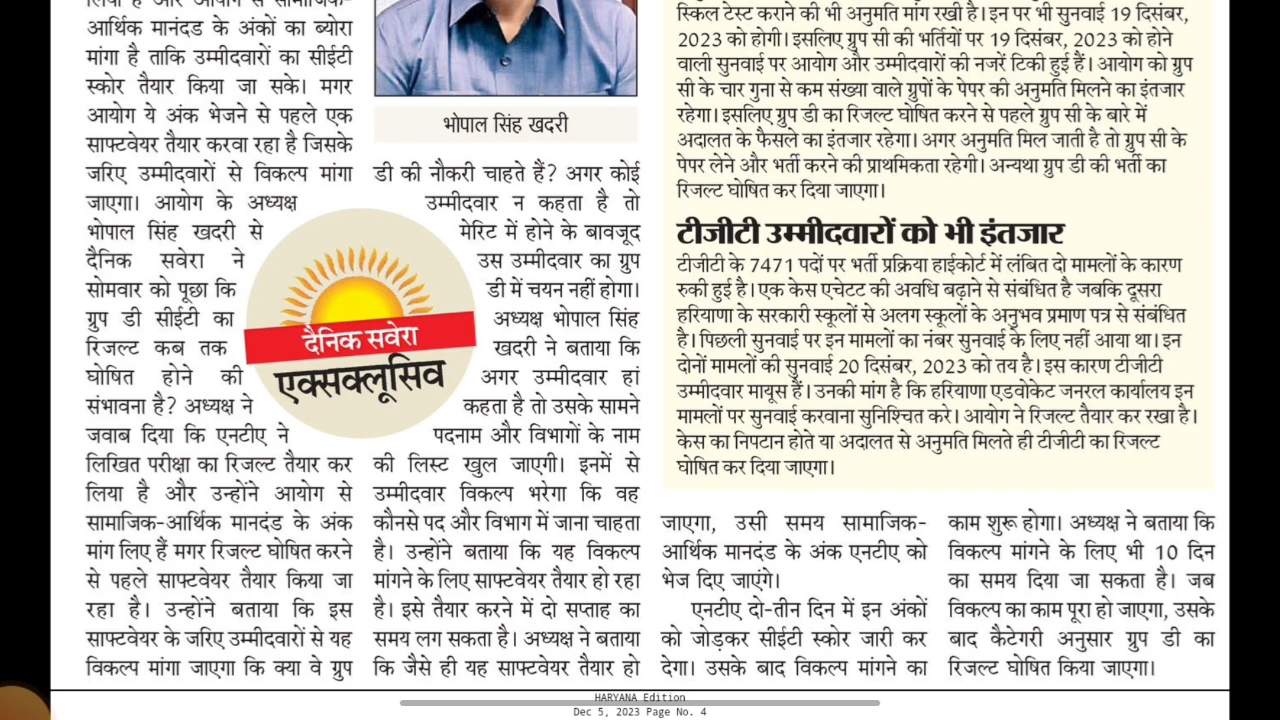 लिया है और आयोग से सामाजिक-
आर्थिक मानदंड के अंकों का ब्योरा
मांगा है ताकि उम्मीदवारों का सीईटी
स्कोर तैयार किया जा सके। मगर
आयोग ये अंक भेजने से पहले एक
साफ्टवेयर तैयार करवा रहा है जिसके
जरिए उम्मीदवारों से विकल्प मांगा
जाएगा। आयोग के अध्यक्ष
भोपाल सिंह खदरी से
दैनिक सवेरा ने
सोमवार को पूछा कि
ग्रुप डी सीईटी का
रिजल्ट कब तक
घोषित होने की
संभावना है? अध्यक्ष ने
जवाब दिया कि एनटीए ने
लिखित परीक्षा का रिजल्ट तैयार कर
लिया है और उन्होंने आयोग से
सामाजिक-आर्थिक मानदंड के अंक
मांग लिए हैं मगर रिजल्ट घोषित करने
से पहले साफ्टवेयर तैयार किया जा
रहा है। उन्होंने बताया कि इस
साफ्टवेयर के जरिए उम्मीदवारों से यह
विकल्प मांगा जाएगा कि क्या वे ग्रुप
भोपाल सिंह खदरी
डी की नौकरी चाहते हैं? अगर कोई
उम्मीदवार न कहता है तो
मेरिट में होने के बावजूद
उस उम्मीदवार का ग्रुप
डी में चयन नहीं होगा।
अध्यक्ष भोपाल सिंह
खदरी ने बताया कि
अगर उम्मीदवार हां
कहता है तो उसके सामने
पदनाम और विभागों के नाम
की लिस्ट खुल जाएगी। इनमें से
उम्मीदवार विकल्प भरेगा कि वह
कौनसे पद और विभाग में जाना चाहता
है। उन्होंने बताया कि यह विकल्प
मांगने के लिए साफ्टवेयर तैयार हो रहा
है। इसे तैयार करने में दो सप्ताह का
समय लग सकता है। अध्यक्ष ने बताया
कि जैसे ही यह साफ्टवेयर तैयार हो
दैनिक सवेरा
एक्सक्लूसिव
स्किल टेस्ट कराने की भी अनुमति मांग रखी है। इन पर भी सुनवाई 19 दिसंबर,
2023 को होगी। इसलिए ग्रुप सी की भर्तियों पर 19 दिसंबर, 2023 को होने
वाली सुनवाई पर आयोग और उम्मीदवारों की नजरें टिकी हुई हैं। आयोग को ग्रुप
सी के चार गुना से कम संख्या वाले ग्रुपों के पेपर की अनुमति मिलने का इंतजार
रहेगा। इसलिए ग्रुप डी का रिजल्ट घोषित करने से पहले ग्रुप सी के बारे में
अदालत के फैसले का इंतजार रहेगा। अगर अनुमति मिल जाती है तो ग्रुप सी के
पेपर लेने और भर्ती करने की प्राथमिकता रहेगी। अन्यथा ग्रुप डी की भर्ती का
रिजल्ट घोषित कर दिया जाएगा।
टीजीटी उम्मीदवारों को भी इंतजार
टीजीटी के 7471 पदों पर भर्ती प्रक्रिया हाईकोर्ट में लंबित दो मामलों के कारण
रुकी हुई है। एक केस एचेटट की अवधि बढ़ाने से संबंधित है जबकि दूसरा
हरियाणा के सरकारी स्कूलों से अलग स्कूलों के अनुभव प्रमाण पत्र से संबंधित
है। पिछली सुनवाई पर इन मामलों का नंबर सुनवाई के लिए नहीं आया था। इन
दोनों मामलों की सुनवाई 20 दिसंबर, 2023 को तय है। इस कारण टीजीटी
उम्मीदवार मायूस हैं। उनकी मांग है कि हरियाणा एडवोकेट जनरल कार्यालय इन
मामलों पर सुनवाई करवाना सुनिश्चित करे। आयोग ने रिजल्ट तैयार कर रखा है।
केस का निपटान होते या अदालत से अनुमति मिलते ही टीजीटी का रिजल्ट
घोषित कर दिया जाएगा।
जाएगा, उसी समय सामाजिक-
आर्थिक मानदंड के अंक एनटीए को
भेज दिए जाएंगे।
एनटीए दो-तीन दिन में इन अंकों
को जोड़कर सीईटी स्कोर जारी कर
देगा। उसके बाद विकल्प मांगने का
काम शुरू होगा। अध्यक्ष ने बताया कि
विकल्प मांगने के लिए भी 10 दिन
का समय दिया जा सकता है। जब
विकल्प का काम पूरा हो जाएगा, उसके
बाद कैटेगरी अनुसार ग्रुप डी का
रिजल्ट घोषित किया जाएगा।
HARYANA Edition
Dec 5, 2023 Page No. 4